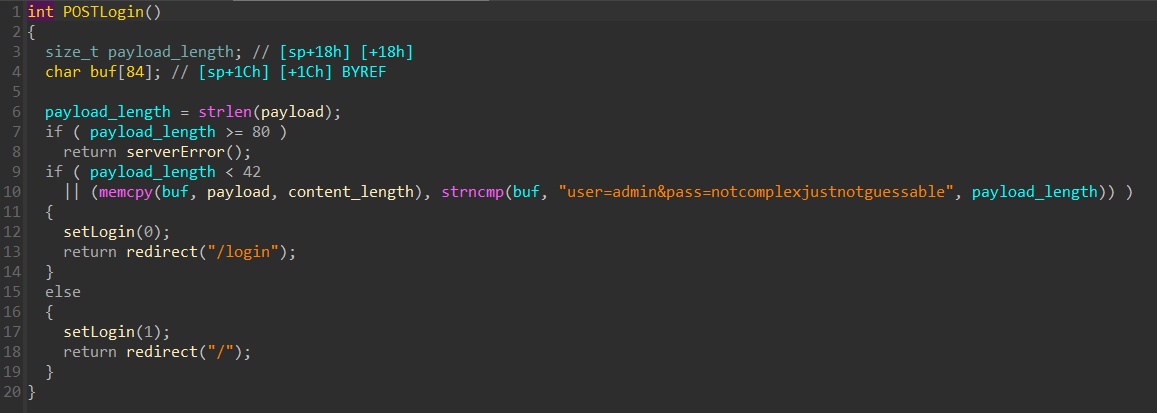 1 int POSTLogin()
2 {
3 size_t payload_length; // [sp+18h] [+18h]
4 char buf[84]; // [sp+1Ch] [+1Ch] BYREF
5
6 payload_length = strlen(payload);
7 if ( payload_length >= 80 )
8 return serverError();
9 if ( payload_length < 42
10 || (memcpy(buf, payload, content_length), strncmp(buf, "user=admin&pass=notcomplexjustnotguessable", payload_length)) )
11 {
12 setLogin(0);
13 return redirect("/login");
14 }
15 else
16 {
17 setLogin(1);
18 return redirect("/");
19 }
20 }